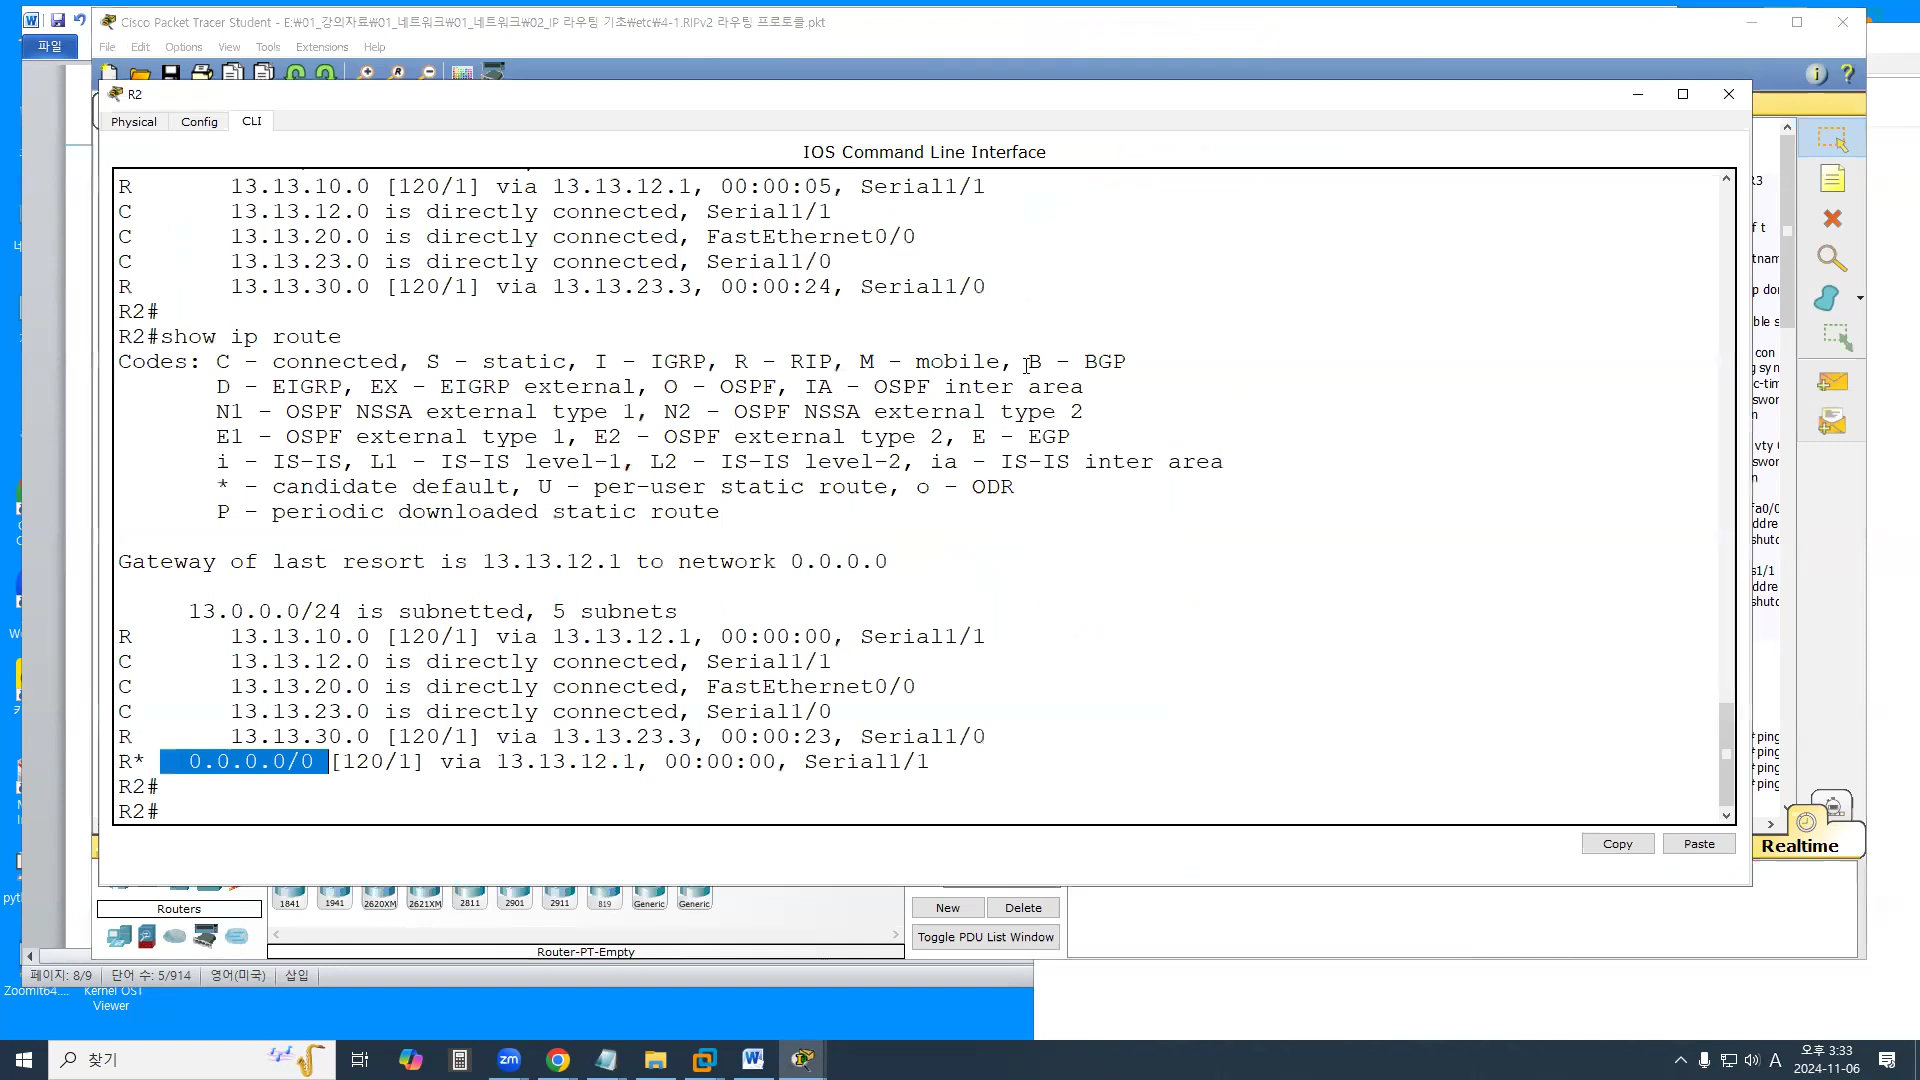 Cisco Packet Tracer Student - E:\01_강의자료\01_네트워크\01_네트워크\02_IP 라우팅 기초\etc\4-1.RIPv2 라우팅 프로토콜.pkt
파일
File Edit Options View Tools Extensions Help
R2
Physical Config CLI
IOS Command Line Interface
R 13.13.10.0 [120/1] via 13.13.12.1, 00:00:05, Serial1/1
C 13.13.12.0 is directly connected, Serial1/1
C 13.13.20.0 is directly connected, FastEthernet0/0
C 13.13.23.0 is directly connected, Serial1/0
R 13.13.30.0 [120/1] via 13.13.23.3, 00:00:24, Serial1/0
R2#
R2#show ip route
Codes: C - connected, S - static, I - IGRP, R - RIP, M - mobile, B - BGP
D - EIGRP, EX - EIGRP external, O - OSPF, IA - OSPF inter area
N1 - OSPF NSSA external type 1, N2 - OSPF NSSA external type 2
E1 - OSPF external type 1, E2 - OSPF external type 2, E - EGP
i - IS-IS, L1 - IS-IS level-1, L2 - IS-IS level-2, ia - IS-IS inter area
* - candidate default, U - per-user static route, o - ODR
P - periodic downloaded static route
Gateway of last resort is 13.13.12.1 to network 0.0.0.0
13.0.0.0/24 is subnetted, 5 subnets
R 13.13.10.0 [120/1] via 13.13.12.1, 00:00:00, Serial1/1
C 13.13.12.0 is directly connected, Serial1/1
C 13.13.20.0 is directly connected, FastEthernet0/0
C 13.13.23.0 is directly connected, Serial1/0
R 13.13.30.0 [120/1] via 13.13.23.3, 00:00:23, Serial1/0
R* 0.0.0.0/0 [120/1] via 13.13.12.1, 00:00:00, Serial1/1
R2#
R2#
Copy Paste
Realtime
1841 1941 2620XM 2621XM 2811 2901 2911 819 Generic Generic
Routers
New Delete
Toggle PDU List Window
Router-PT-Empty
페이지: 8/9 단어 수: 5/914 영어(미국) 삽입
Zoomit64.... Kernel OST
Viewer
찾기
A 오후 3:33
2024-11-06